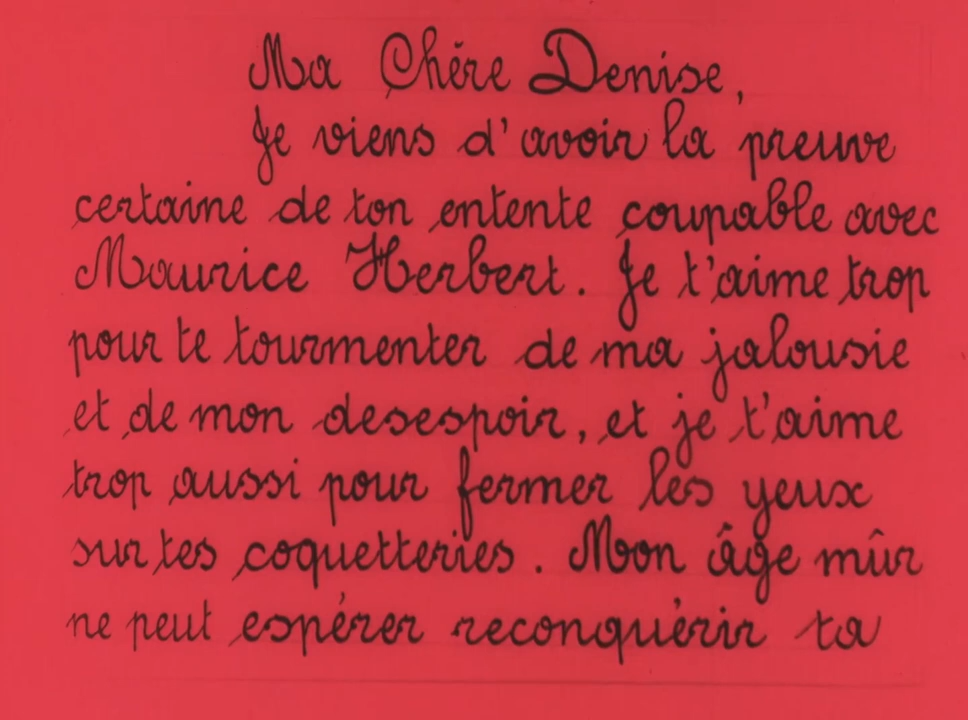 Ma Chère Denise,
Je viens d'avoir la preuve
certaine de ton entente coupable avec
Maurice Herbert. Je t'aime trop
pour te tourmenter de ma jalousie
et de mon desespoir, et je t'aime
trop aussi pour fermer les yeux
sur tes coquetteries. Mon âge mûr
ne peut espérer reconquérir ta